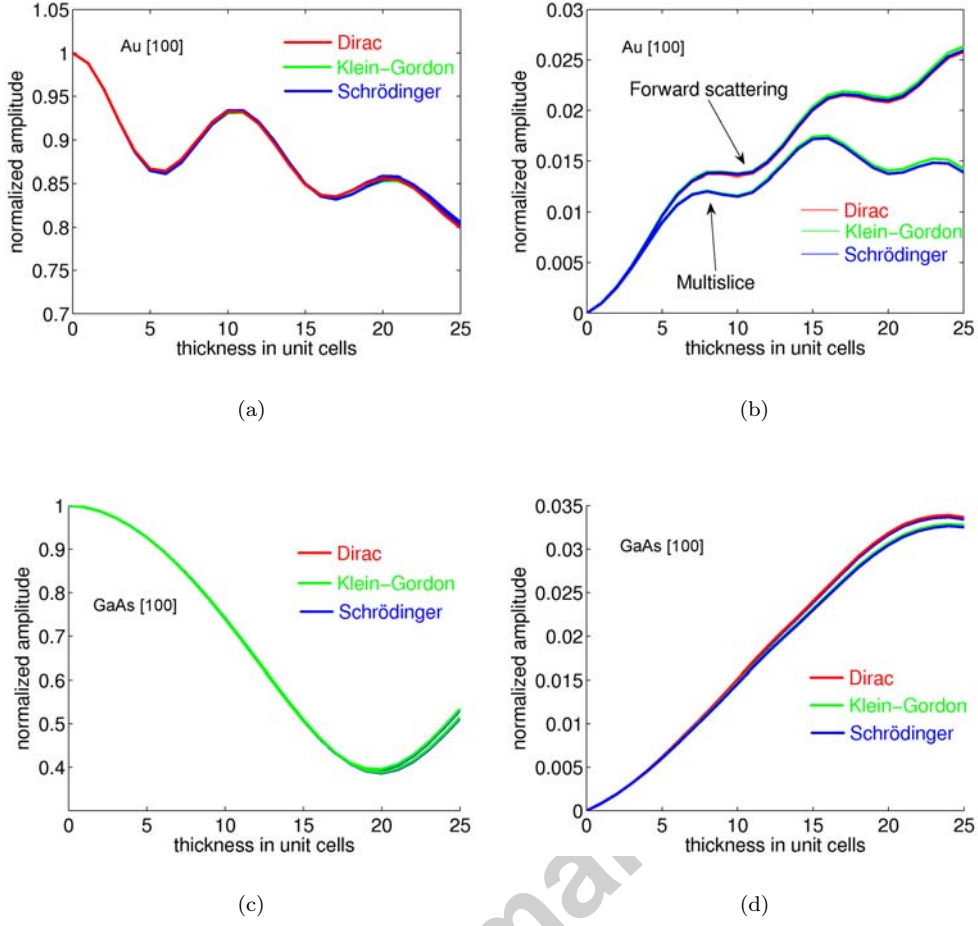 1.05
1
0.95
0.9
0.85
0.8
0.75
0.7
normalized amplitude
Au [100]
Dirac
Klein−Gordon
Schrödinger
0 5 10 15 20 25
thickness in unit cells
(a)
0.03
0.025
0.02
0.015
0.01
0.005
0
normalized amplitude
Au [100]
Forward scattering
Multislice
Dirac
Klein−Gordon
Schrödinger
0 5 10 15 20 25
thickness in unit cells
(b)
1
0.9
0.8
0.7
0.6
0.5
0.4
normalized amplitude
GaAs [100]
Dirac
Klein−Gordon
Schrödinger
0 5 10 15 20 25
thickness in unit cells
(c)
0.035
0.03
0.025
0.02
0.015
0.01
0.005
0
normalized amplitude
GaAs [100]
Dirac
Klein−Gordon
Schrödinger
0 5 10 15 20 25
thickness in unit cells
(d)